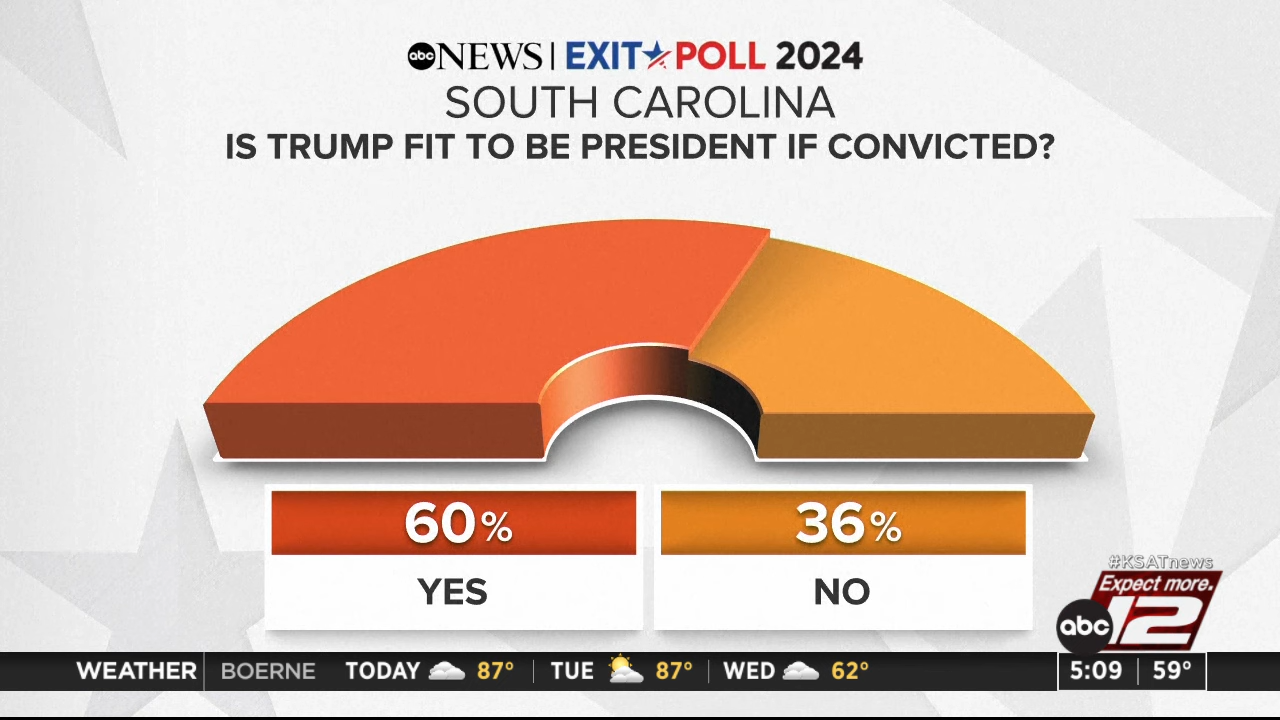 abc NEWS | EXIT POLL 2024
SOUTH CAROLINA
IS TRUMP FIT TO BE PRESIDENT IF CONVICTED?
60% 36%
YES NO
#KSATnews
Expect more.
abc 12
WEATHER BOERNE TODAY 87° TUE 87° WED 62° 5:09 59°